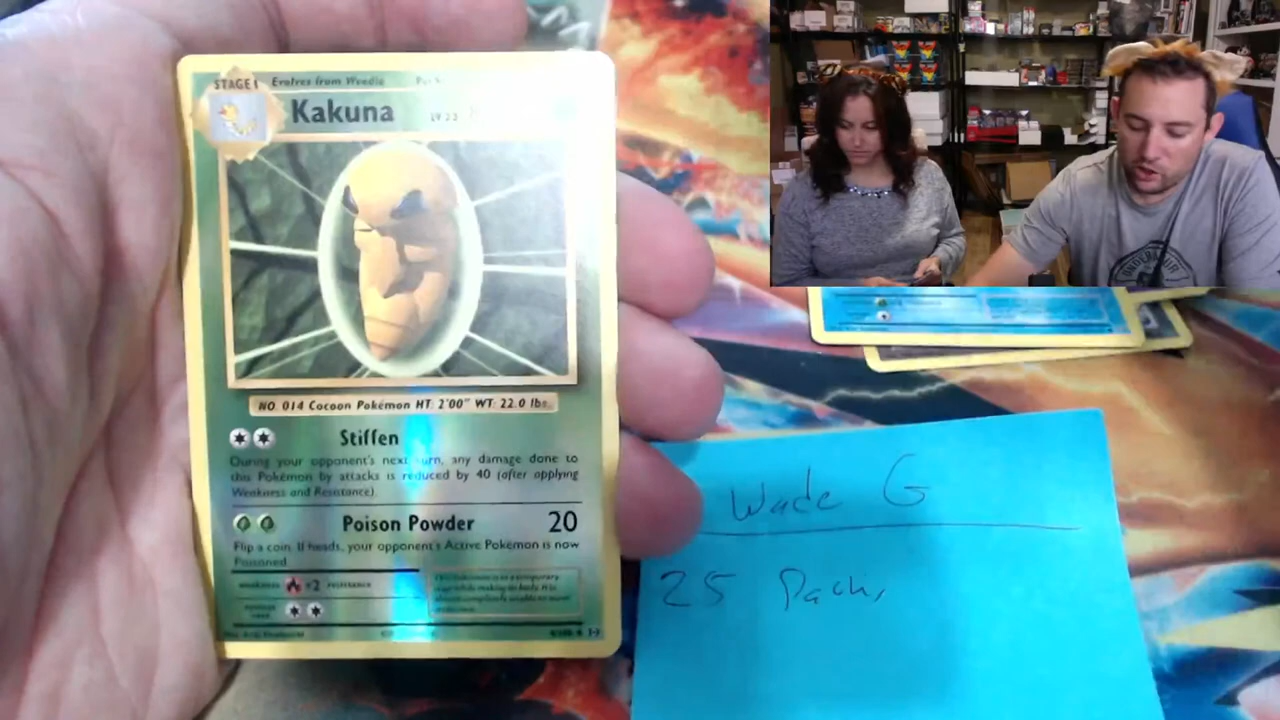 STAGE 1 Evolves from Weedle
Kakuna
NO. 014 Cocoon Pokémon HT: 2'00" WT: 22.0 lbs.
Stiffen
During your opponent's next turn, any damage done to
this Pokémon by attacks is reduced by 40 (after applying
Weakness and Resistance).
Poison Powder 20
Flip a coin. If heads, your opponent's Active Pokémon is now
Poisoned.
weakness ×2 resistance
retreat
cost
Wade G
25 Pack,